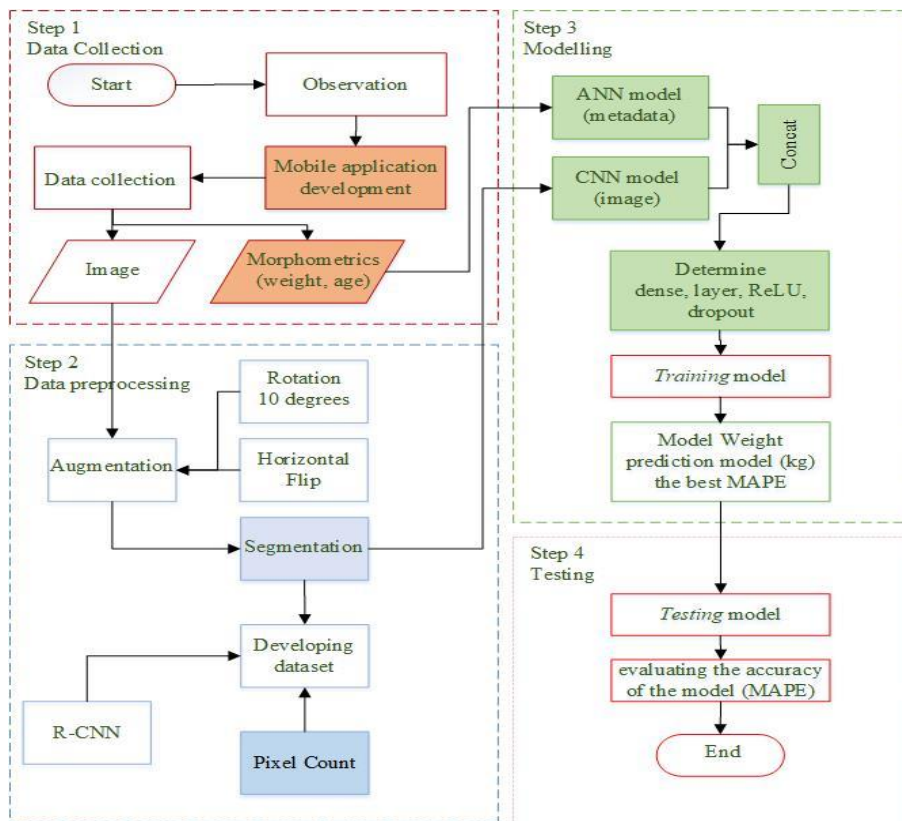 Step 1
Data Collection
Start
Observation
Mobile application
development
Data collection
Image
Morphometrics
(weight, age)
Step 2
Data preprocessing
Rotation
10 degrees
Augmentation
Horizontal
Flip
Segmentation
Developing
dataset
R-CNN
Pixel Count
Step 3
Modelling
ANN model
(metadata)
CNN model
(image)
Concat
Determine
dense, layer, ReLU,
dropout
Training model
Model Weight
prediction model (kg)
the best MAPE
Step 4
Testing
Testing model
evaluating the accuracy
of the model (MAPE)
End